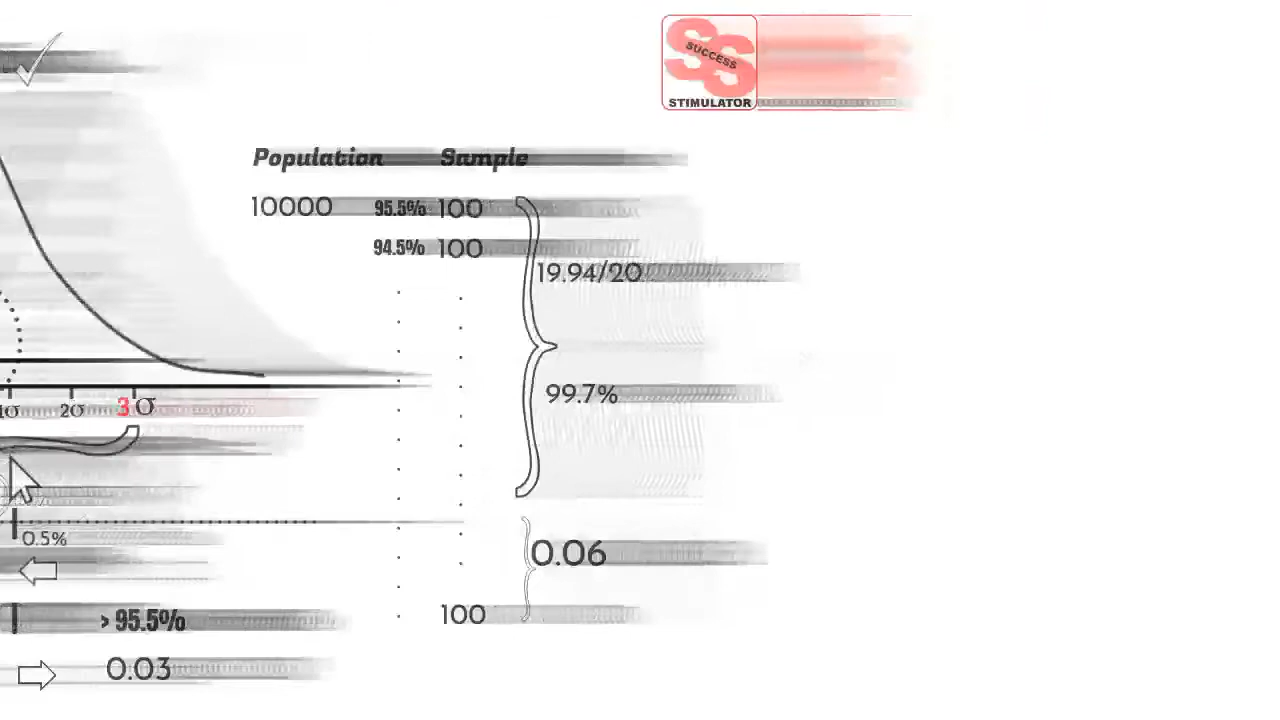 SS
SUCCESS
STIMULATOR
Population Sample
10000 95.5% 100
94.5% 100
19.94/20
99.7%
1σ 2σ 3σ
0.5%
0.06
100
> 95.5%
0.03